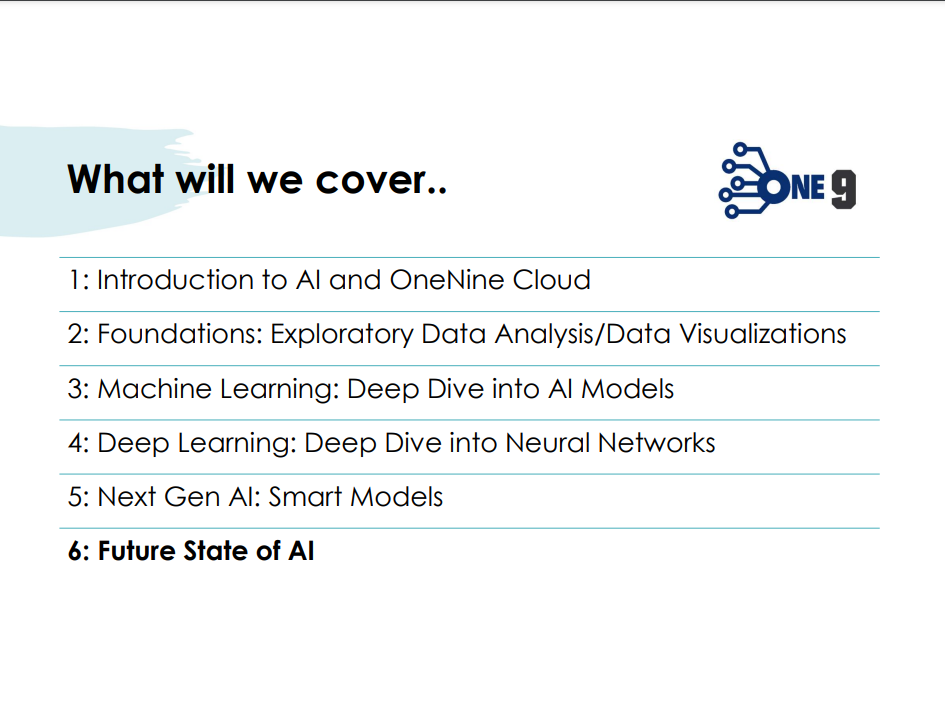 What will we cover..
ONE 9
1: Introduction to AI and OneNine Cloud
2: Foundations: Exploratory Data Analysis/Data Visualizations
3: Machine Learning: Deep Dive into AI Models
4: Deep Learning: Deep Dive into Neural Networks
5: Next Gen AI: Smart Models
6: Future State of AI